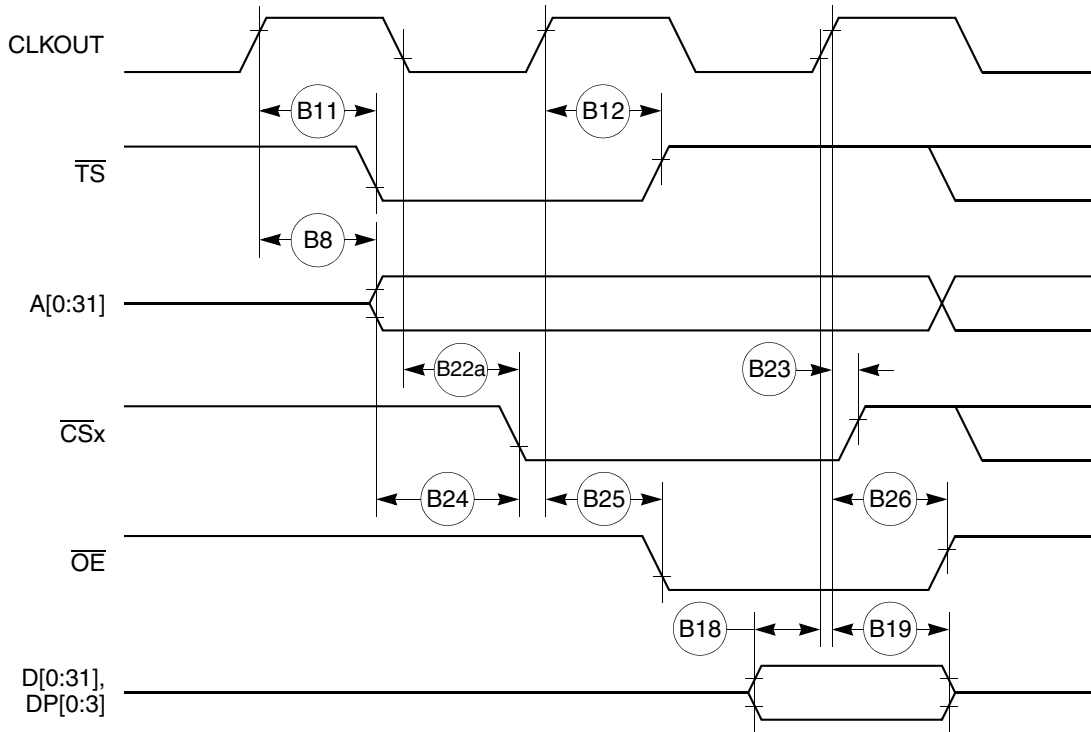 CLKOUT
B11
B12
TS
B8
A[0:31]
B22a
B23
CSx
B24
B25
B26
OE
B18
B19
D[0:31],
DP[0:3]